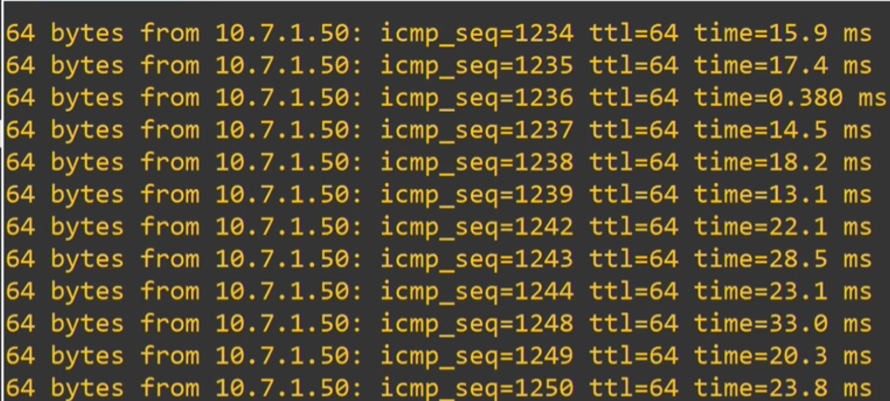 64 bytes from 10.7.1.50: icmp_seq=1234 ttl=64 time=15.9 ms
64 bytes from 10.7.1.50: icmp_seq=1235 ttl=64 time=17.4 ms
64 bytes from 10.7.1.50: icmp_seq=1236 ttl=64 time=0.380 ms
64 bytes from 10.7.1.50: icmp_seq=1237 ttl=64 time=14.5 ms
64 bytes from 10.7.1.50: icmp_seq=1238 ttl=64 time=18.2 ms
64 bytes from 10.7.1.50: icmp_seq=1239 ttl=64 time=13.1 ms
64 bytes from 10.7.1.50: icmp_seq=1242 ttl=64 time=22.1 ms
64 bytes from 10.7.1.50: icmp_seq=1243 ttl=64 time=28.5 ms
64 bytes from 10.7.1.50: icmp_seq=1244 ttl=64 time=23.1 ms
64 bytes from 10.7.1.50: icmp_seq=1248 ttl=64 time=33.0 ms
64 bytes from 10.7.1.50: icmp_seq=1249 ttl=64 time=20.3 ms
64 bytes from 10.7.1.50: icmp_seq=1250 ttl=64 time=23.8 ms